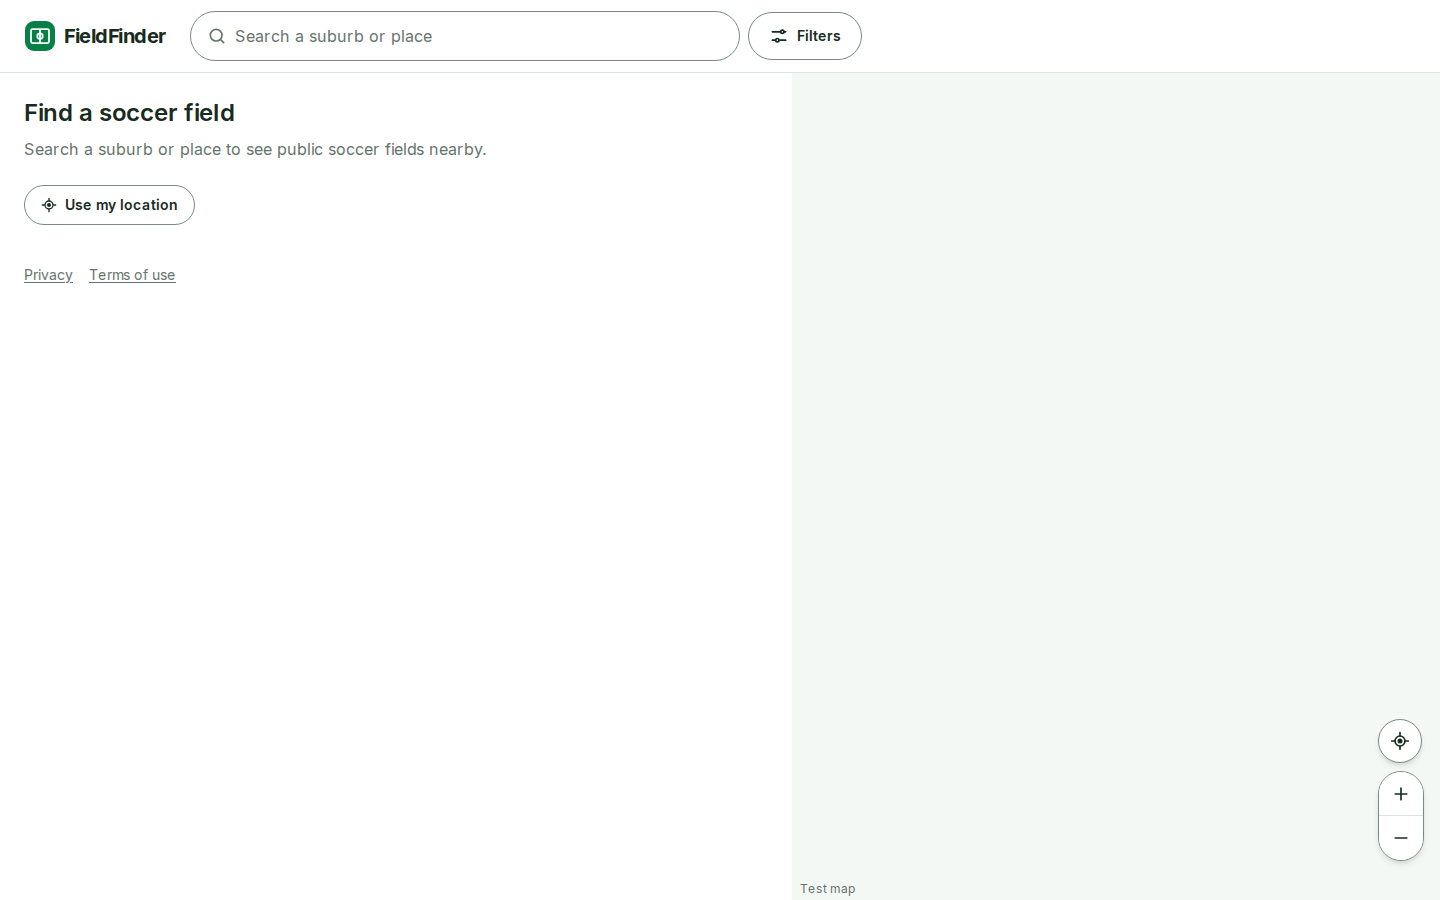 FieldFinder
Search a suburb or place
Filters
Find a soccer field
Search a suburb or place to see public soccer fields nearby.
Use my location
Privacy
Terms of use
Test map